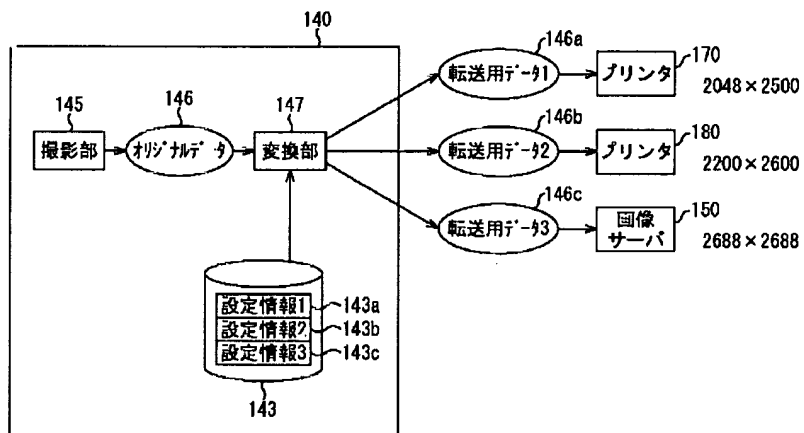 140
145
撮影部
146
オリジナルデータ
147
変換部
146a
転送用データ1
170
プリンタ
2048×2500
146b
転送用データ2
180
プリンタ
2200×2600
146c
転送用データ3
150
画像
サーバ
2688×2688
設定情報1
143a
設定情報2
143b
設定情報3
143c
143